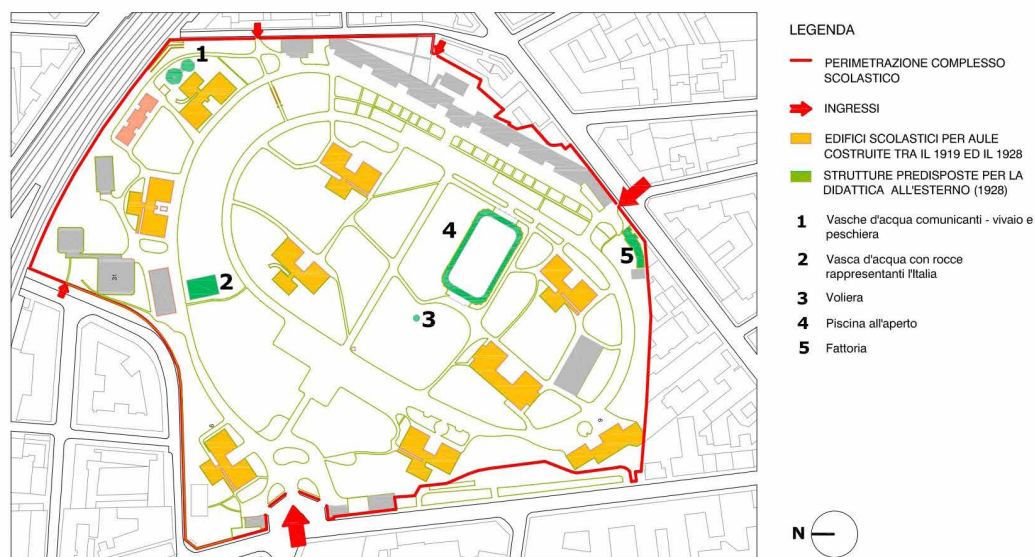 1
2
3
4
5
LEGENDA
PERIMETRAZIONE COMPLESSO
SCOLASTICO
INGRESSI
EDIFICI SCOLASTICI PER AULE
COSTRUITE TRA IL 1919 ED IL 1928
STRUTTURE PREDISPOSTE PER LA
DIDATTICA ALL'ESTERNO (1928)
1 Vasche d'acqua comunicanti - vivaio e
peschiera
2 Vasca d'acqua con rocce
rappresentanti l'Italia
3 Voliera
4 Piscina all'aperto
5 Fattoria
N